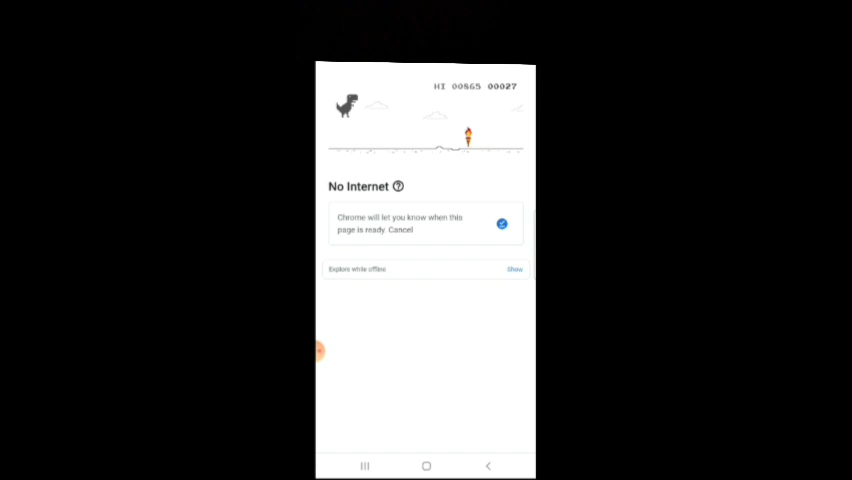 HI 00865 00027
No Internet
Chrome will let you know when this
page is ready. Cancel
Explore while offline
Show